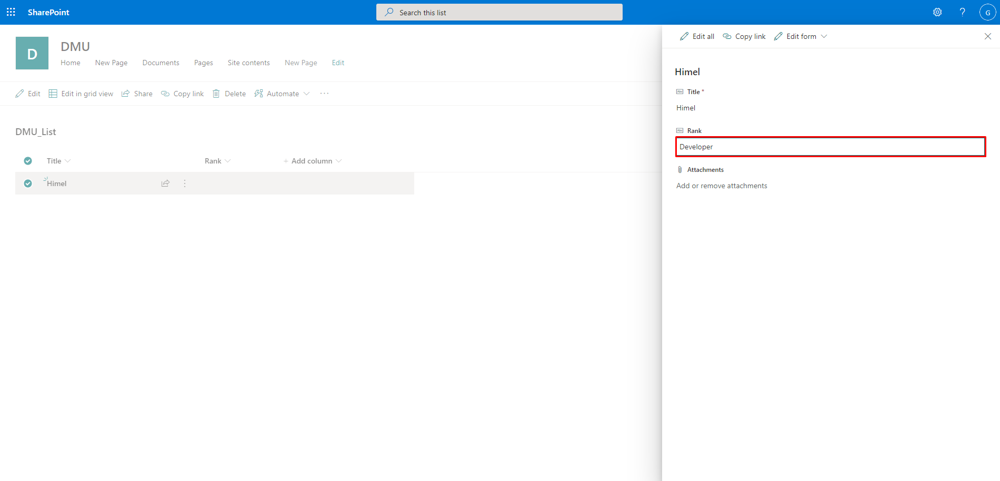 SharePoint
Search this list
?
G
D
DMU
Home New Page Documents Pages Site contents New Page Edit
Edit Edit in grid view Share Copy link Delete Automate ...
DMU_List
Title Rank + Add column
Himel
Edit all Copy link Edit form
Himel
Abc Title *
Himel
Abc Rank
Developer
Attachments
Add or remove attachments